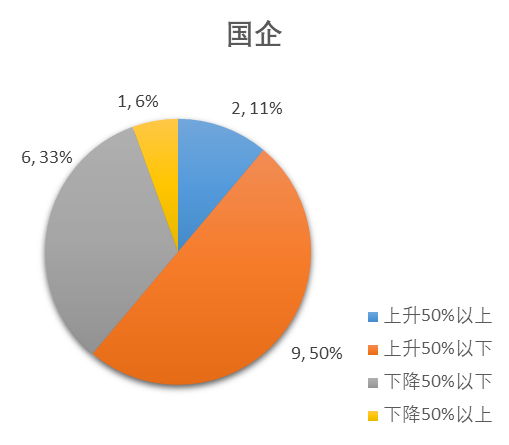 国企
1, 6%
2, 11%
6, 33%
9, 50%
上升50%以上
上升50%以下
下降50%以下
下降50%以上